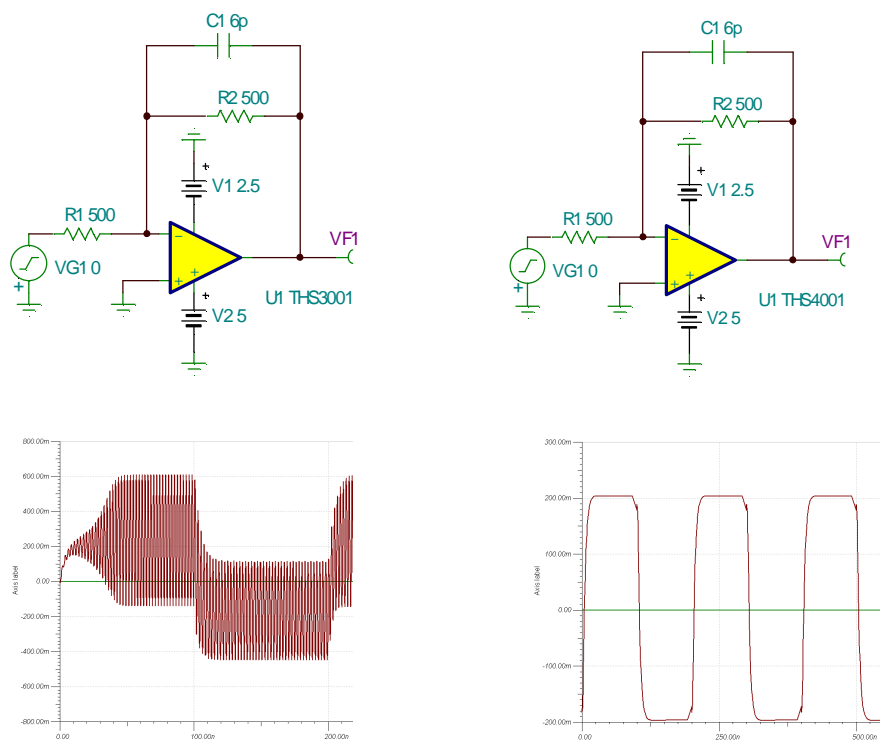 C1 6p
R2 500
V1 2.5
R1 500
VF1
VG1 0
U1 THS3001
V2 5
C1 6p
R2 500
V1 2.5
R1 500
VF1
VG1 0
U1 THS4001
V2 5
800.00m
600.00m
400.00m
200.00m
0.00
-200.00m
-400.00m
-600.00m
-800.00m
Axis label
0.00
100.00n
200.00n
300.00m
200.00m
100.00m
0.00
-100.00m
-200.00m
Axis label
0.00
250.00n
500.00n